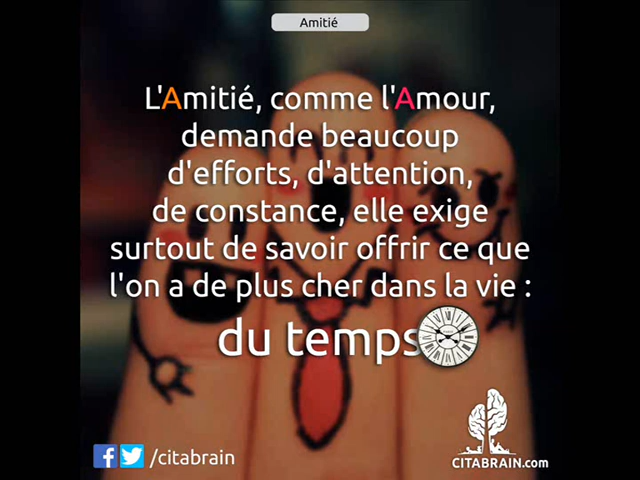 Amitié
L'Amitié, comme l'Amour,
demande beaucoup
d'efforts, d'attention,
de constance, elle exige
surtout de savoir offrir ce que
l'on a de plus cher dans la vie :
du temps
/citabrain
CITABRAIN.com